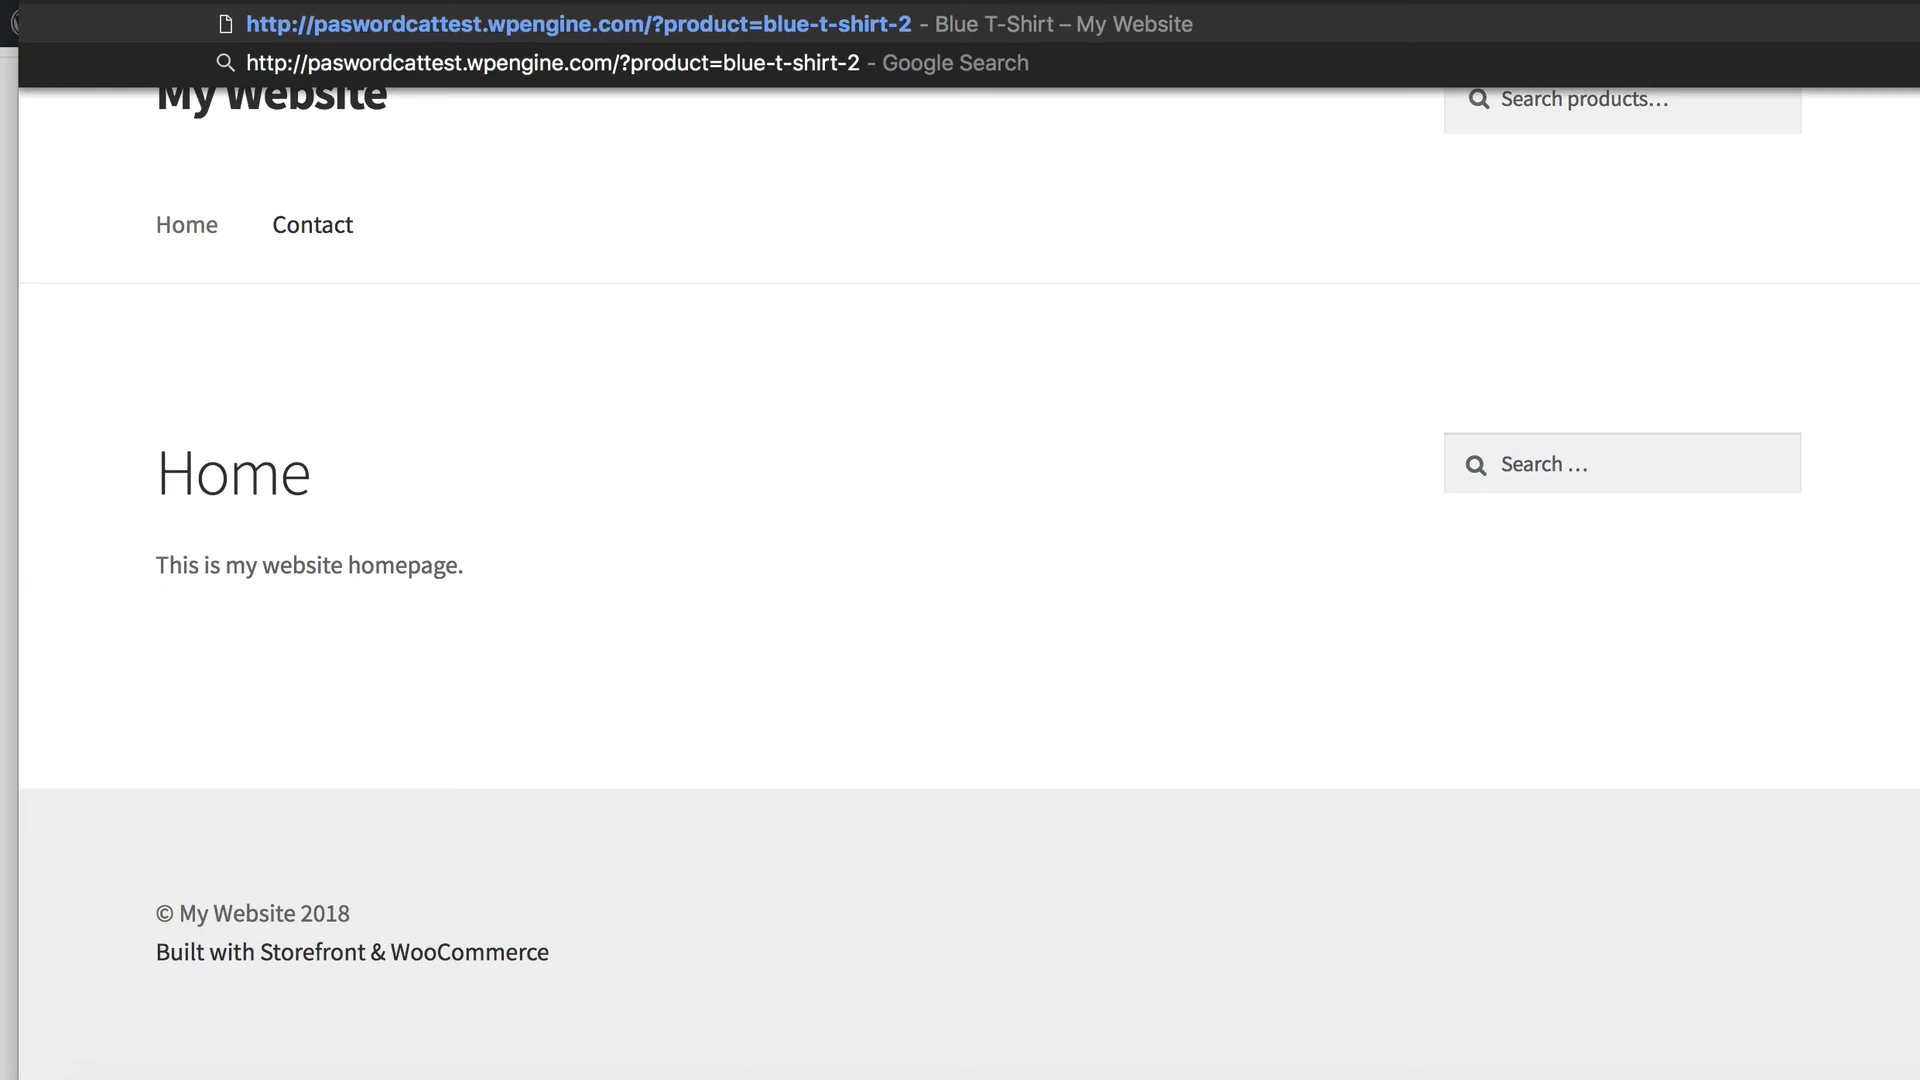 http://paswordcattest.wpengine.com/?product=blue-t-shirt-2 - Blue T-Shirt – My Website
http://paswordcattest.wpengine.com/?product=blue-t-shirt-2 - Google Search
My Website
Search products…
Home Contact
Home
Search …
This is my website homepage.
© My Website 2018
Built with Storefront & WooCommerce